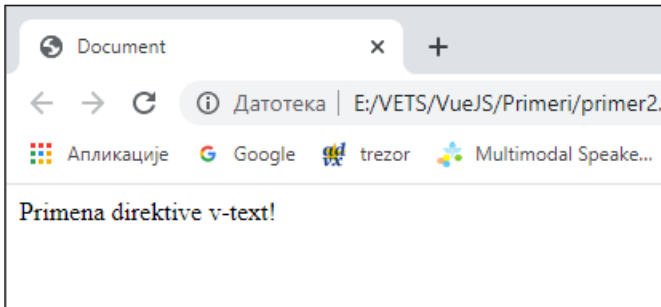 Document
Датотека | E:/VETS/VueJS/Primeri/primer2.
Апликације Google trezor Multimodal Speake...
Primena direktive v-text!